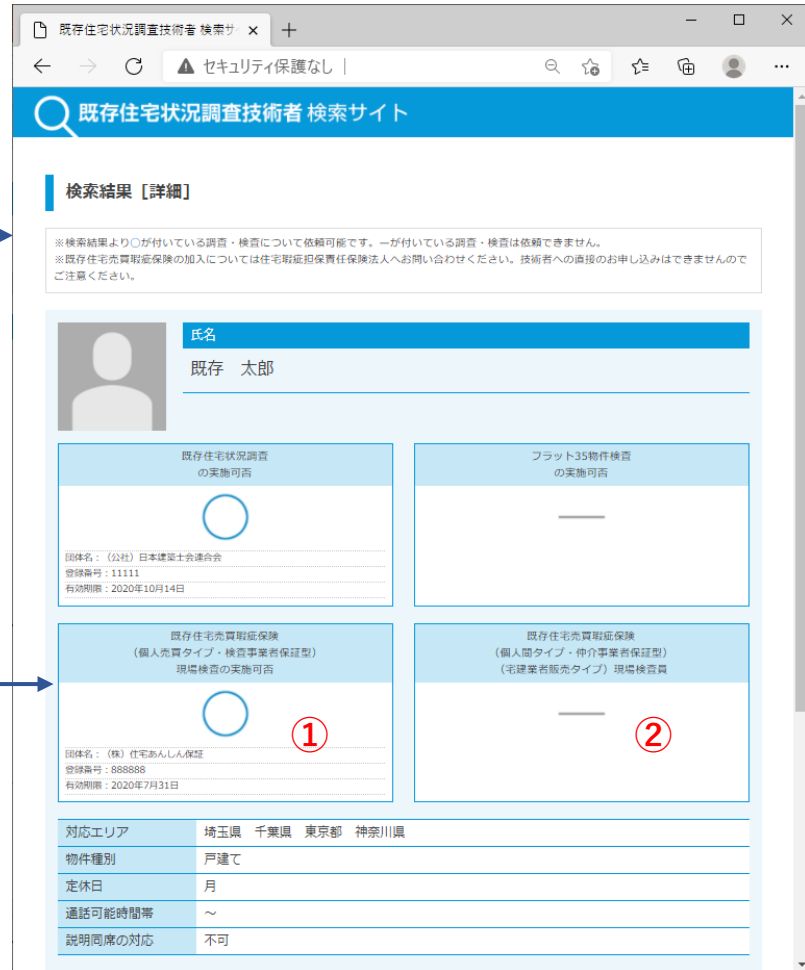 既存住宅状況調査技術者 検索サ
セキュリティ保護なし
既存住宅状況調査技術者 検索サイト
検索結果［詳細］
※検索結果より○が付いている調査・検査について依頼可能です。ーが付いている調査・検査は依頼できません。
※既存住宅売買瑕疵保険の加入については住宅瑕疵担保責任保険法人へお問い合わせください。技術者への直接のお申し込みはできませんので
ご注意ください。
氏名
既存　太郎
既存住宅状況調査
の実施可否
団体名：（公社）日本建築士会連合会
登録番号：11111
有効期限：2020年10月14日
フラット35物件検査
の実施可否
既存住宅売買瑕疵保険
（個人売買タイプ・検査事業者保証型）
現場検査の実施可否
①
団体名：（株）住宅あんしん保証
登録番号：888888
有効期限：2020年7月31日
既存住宅売買瑕疵保険
（個人間タイプ・仲介事業者保証型）
（宅建業者販売タイプ）現場検査員
②
対応エリア　埼玉県　千葉県　東京都　神奈川県
物件種別　戸建て
定休日　月
通話可能時間帯　～
説明同席の対応　不可